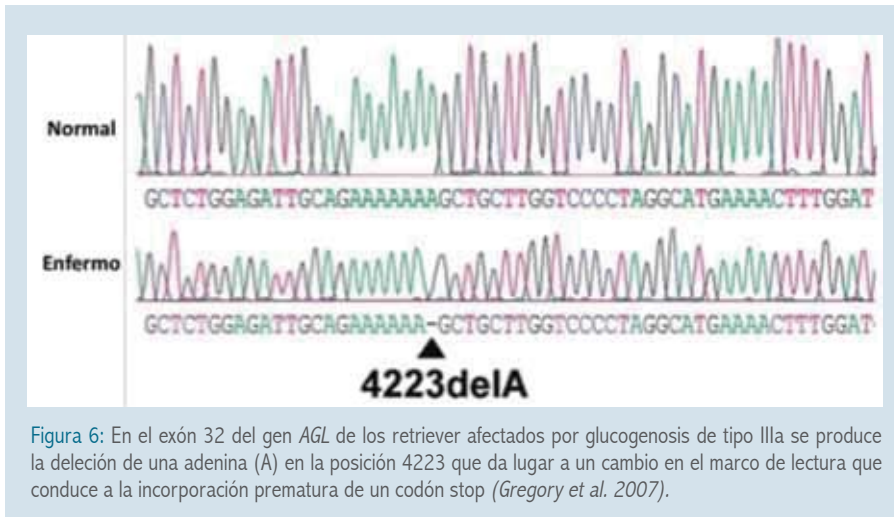 Normal
GCTCTGGAGATTGCAGAAAAAAAGCTGCTTGGTCCCCTAGGCATGAAAACTTTGGAT
Enfermo
GCTCTGGAGATTGCAGAAAAAA-GCTGCTTGGTCCCCTAGGCATGAAAACTTTGGAT
4223delA
Figura 6: En el exón 32 del gen AGL de los retriever afectados por glucogenosis de tipo IIIa se produce
la deleción de una adenina (A) en la posición 4223 que da lugar a un cambio en el marco de lectura que
conduce a la incorporación prematura de un codón stop (Gregory et al. 2007).